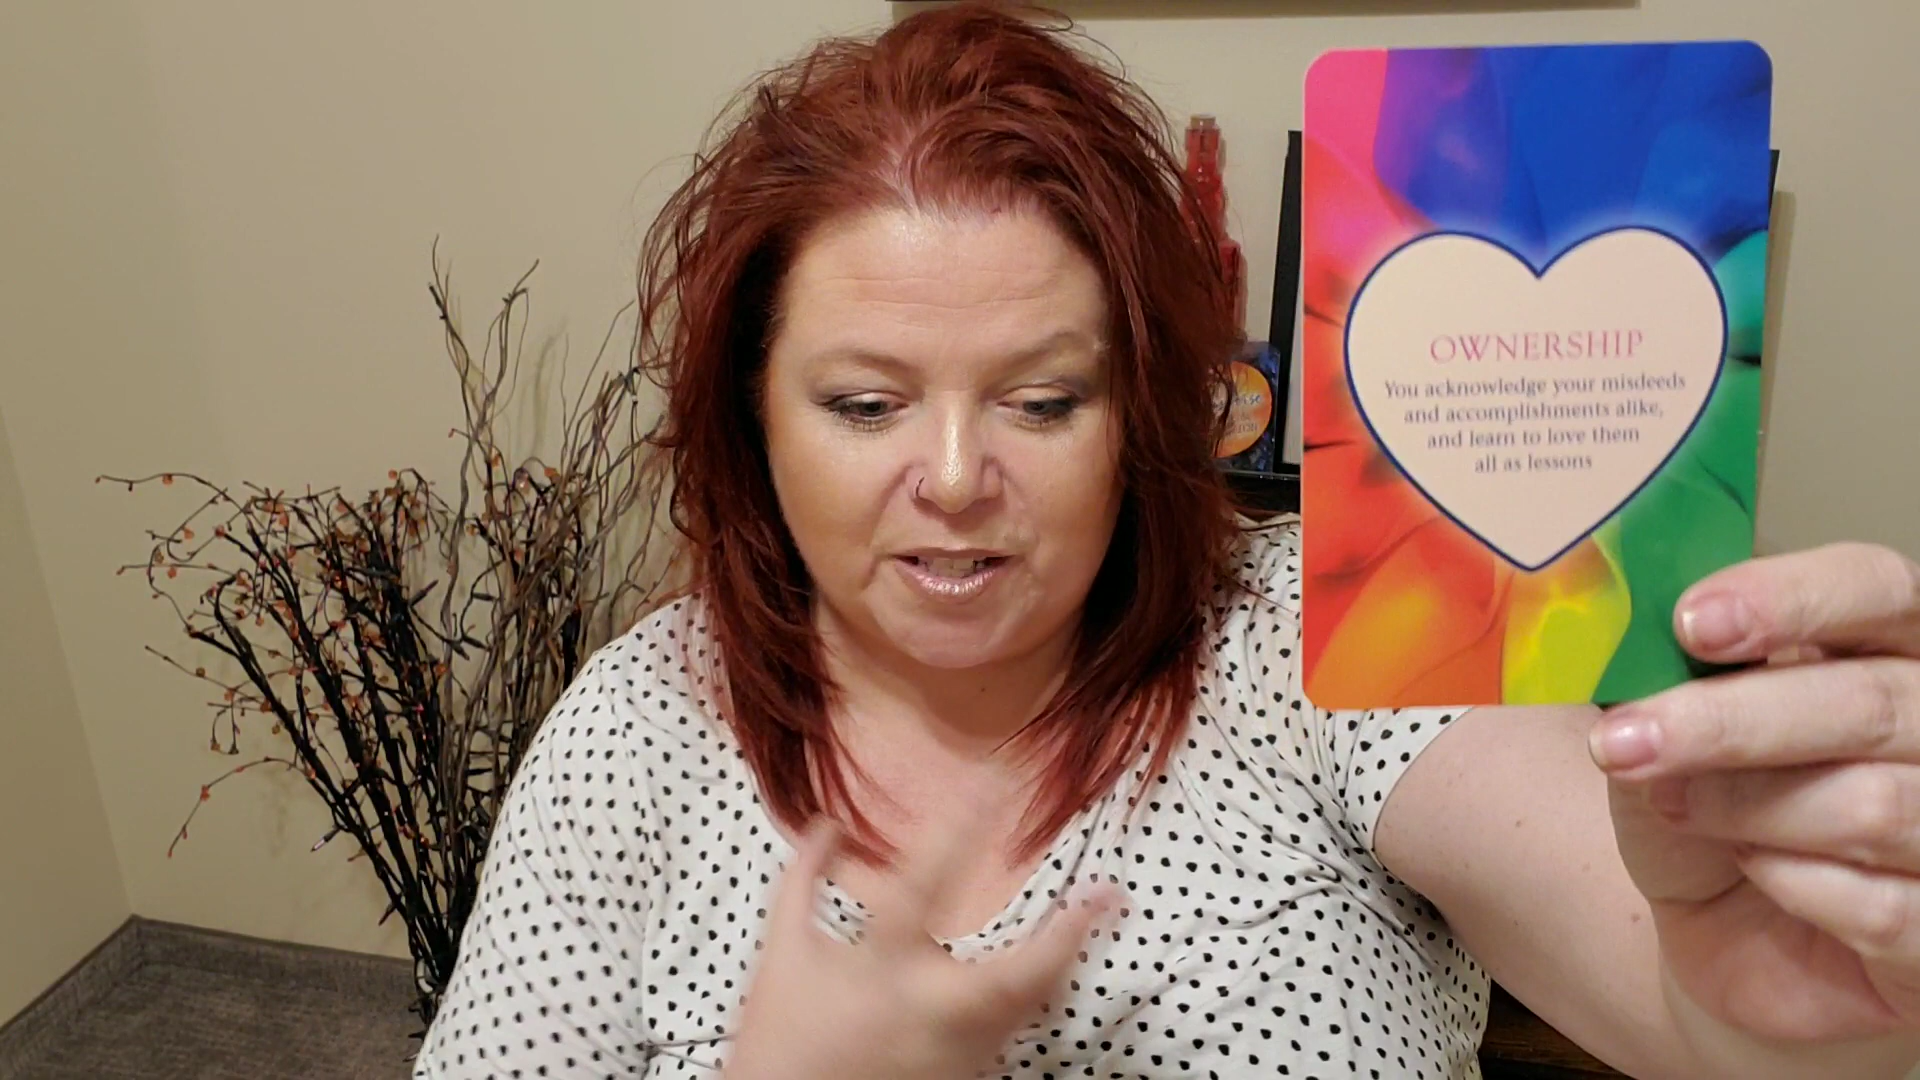 OWNERSHIP
You acknowledge your misdeeds
and accomplishments alike,
and learn to love them
all as lessons